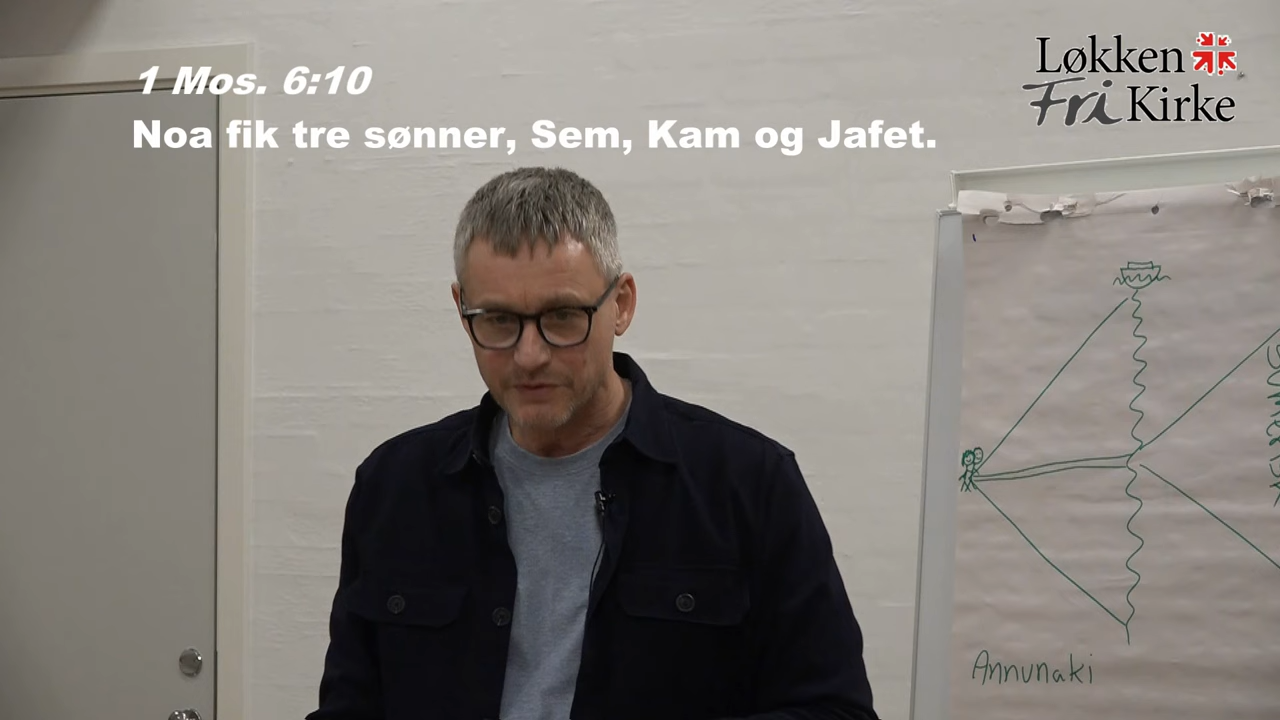 1 Mos. 6:10
Noa fik tre sønner, Sem, Kam og Jafet.
Løkken
Fri Kirke
Annunaki